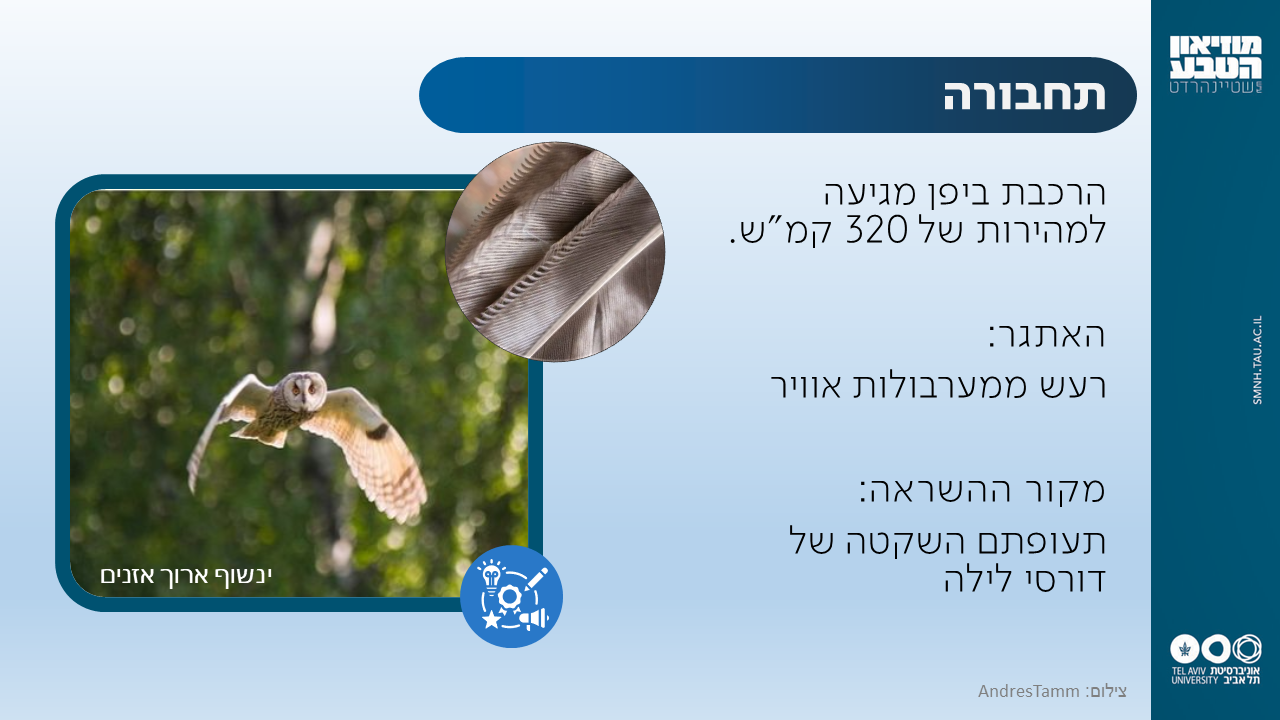 תחבורה
הרכבת ביפן מגיעה
למהירות של 320 קמ"ש.
האתגר:
רעש ממערבולות אוויר
מקור ההשראה:
תעופתם השקטה של
דורסי לילה
ינשוף ארוך אזנים
צילום: AndresTamm
מוזיאון
הטבע
שטיינהרדט
SMNH.TAU.AC.IL
אוניברסיטת TEL AVIV
תל אביב UNIVERSITY